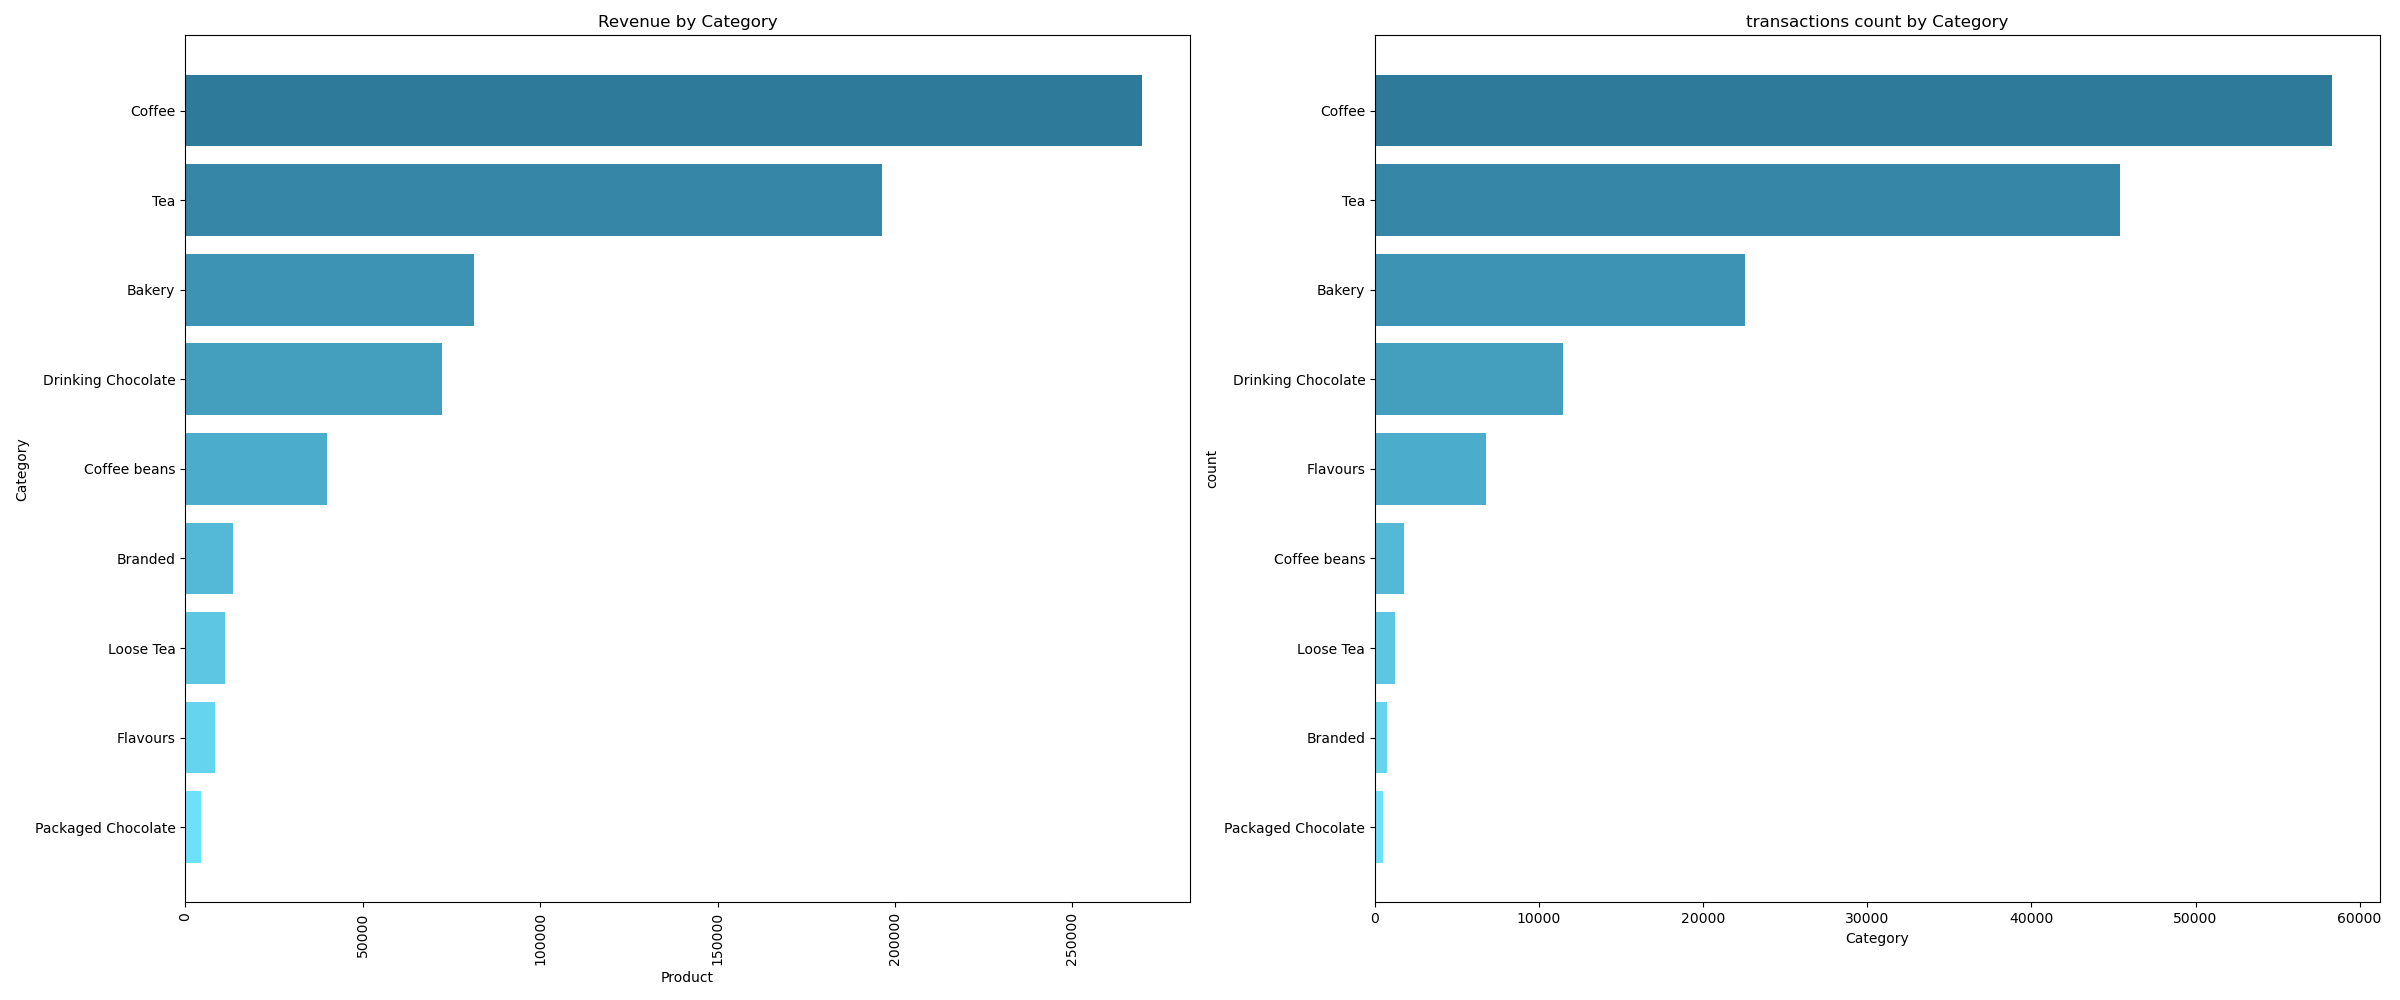 Revenue by Category
Coffee
Tea
Bakery
Drinking Chocolate
Coffee beans
Branded
Loose Tea
Flavours
Packaged Chocolate
Category
0
50000
100000
150000
200000
250000
Product
transactions count by Category
Coffee
Tea
Bakery
Drinking Chocolate
Flavours
Coffee beans
Loose Tea
Branded
Packaged Chocolate
count
0 10000 20000 30000 40000 50000 60000
Category